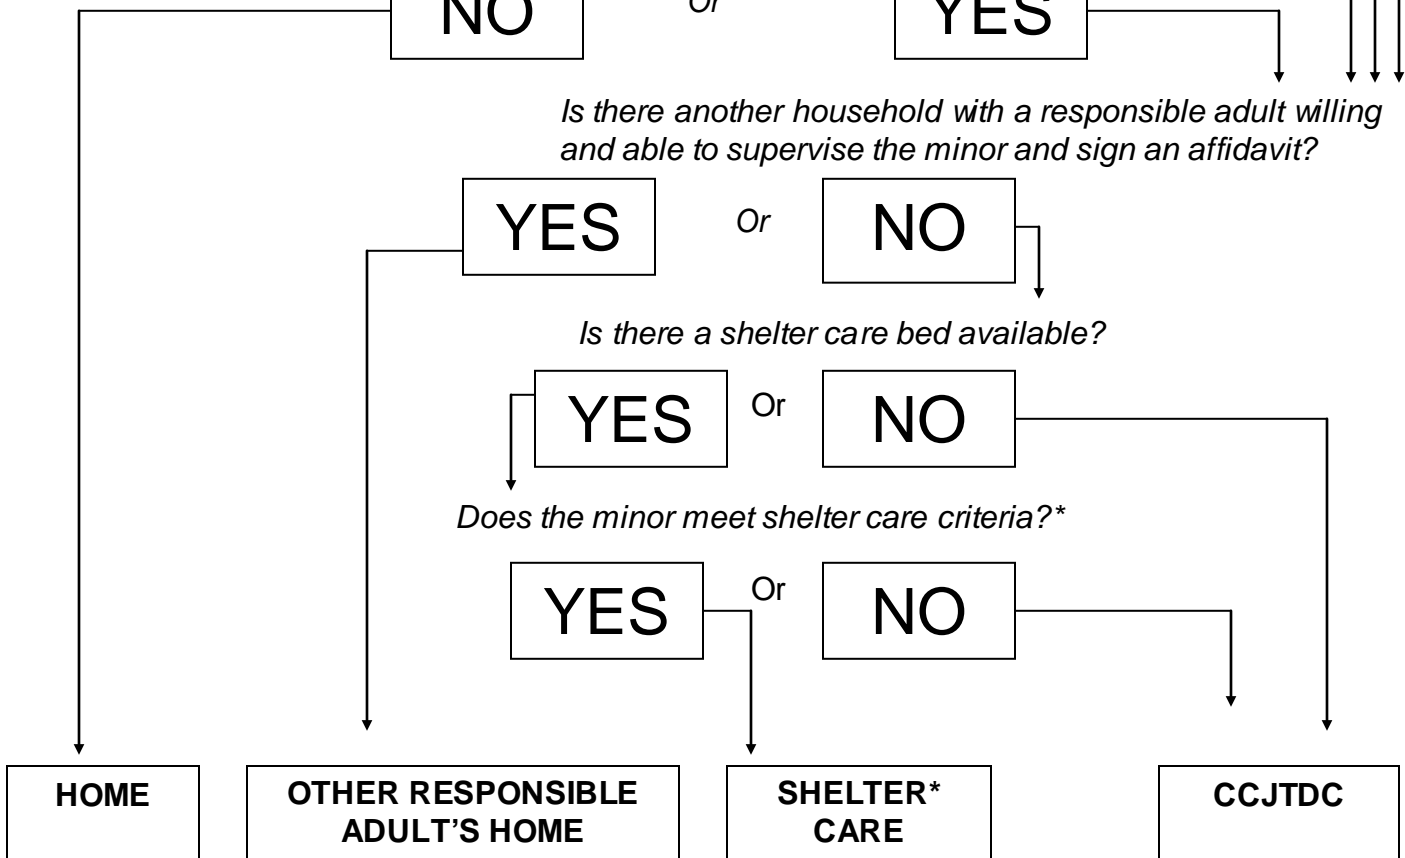 NO Or YES
Is there another household with a responsible adult willing
and able to supervise the minor and sign an affidavit?
YES Or NO
Is there a shelter care bed available?
YES Or NO
Does the minor meet shelter care criteria?*
YES Or NO
HOME
OTHER RESPONSIBLE
ADULT’S HOME
SHELTER*
CARE
CCJTDC